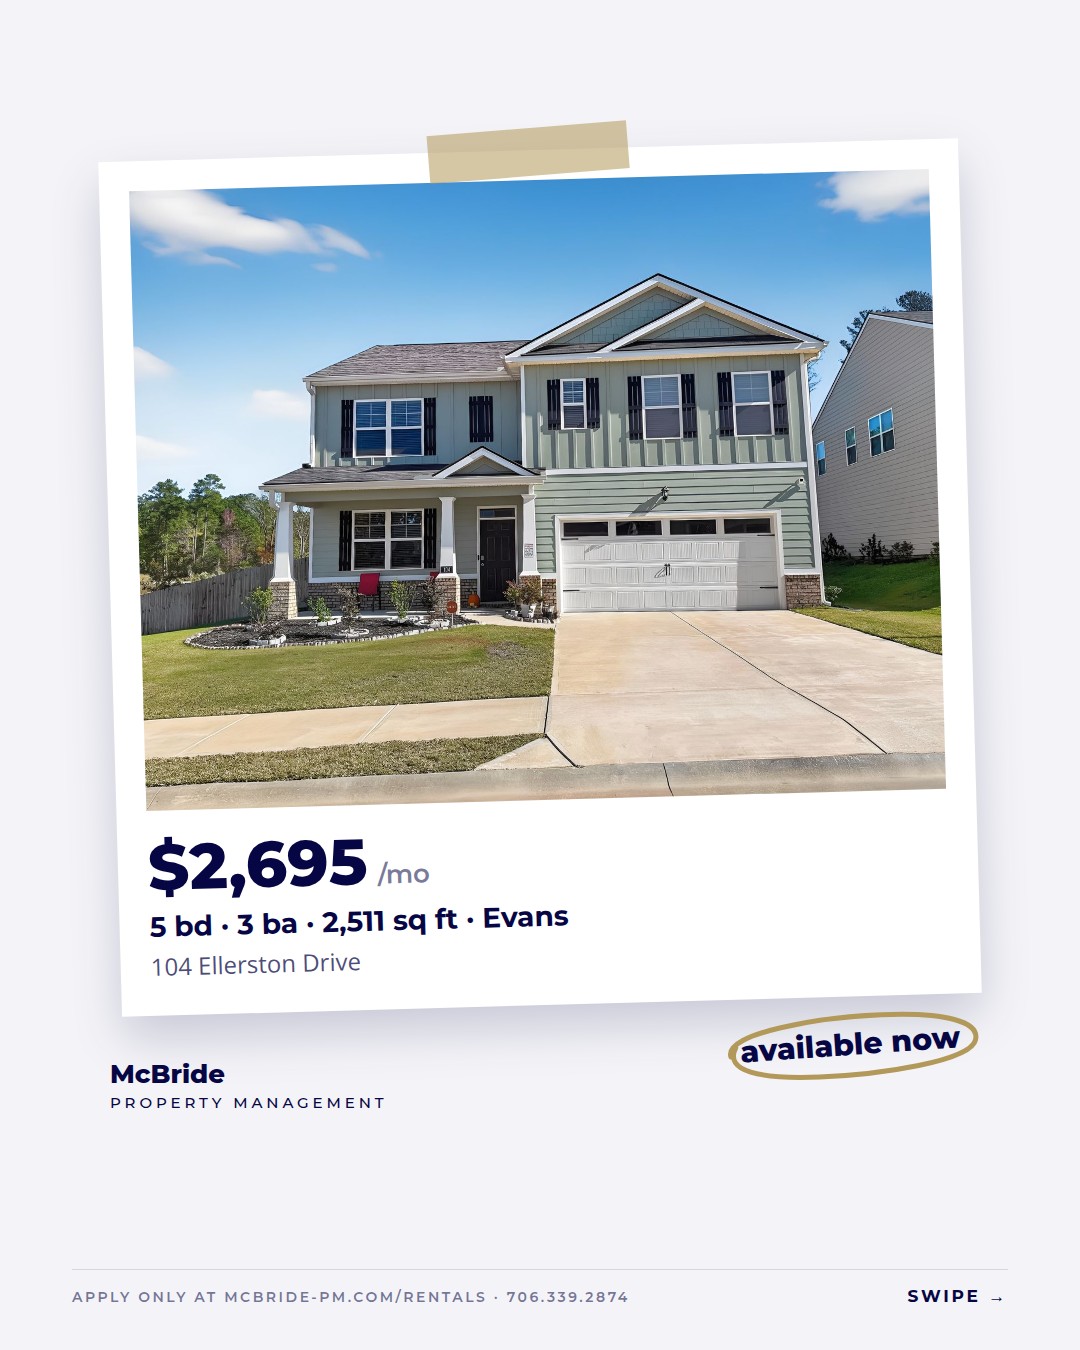 $2,695 /mo
5 bd · 3 ba · 2,511 sq ft · Evans
104 Ellerston Drive
available now
McBride
PROPERTY MANAGEMENT
APPLY ONLY AT MCBRIDE-PM.COM/RENTALS · 706.339.2874
SWIPE →